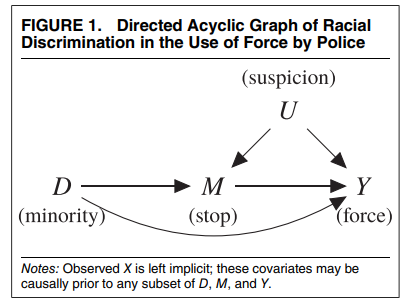 FIGURE 1. Directed Acyclic Graph of Racial
Discrimination in the Use of Force by Police
(suspicion)
U
D M Y
(minority) (stop) (force)
Notes: Observed X is left implicit; these covariates may be
causally prior to any subset of D, M, and Y.